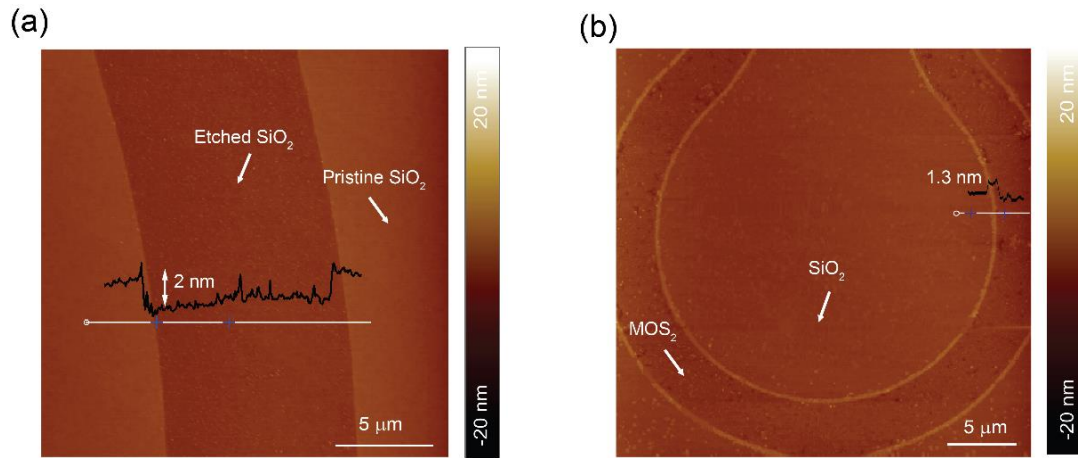 (a)
Etched SiO₂
Pristine SiO₂
2 nm
5 μm
20 nm
-20 nm
(b)
1.3 nm
SiO₂
MOS₂
5 μm
20 nm
-20 nm